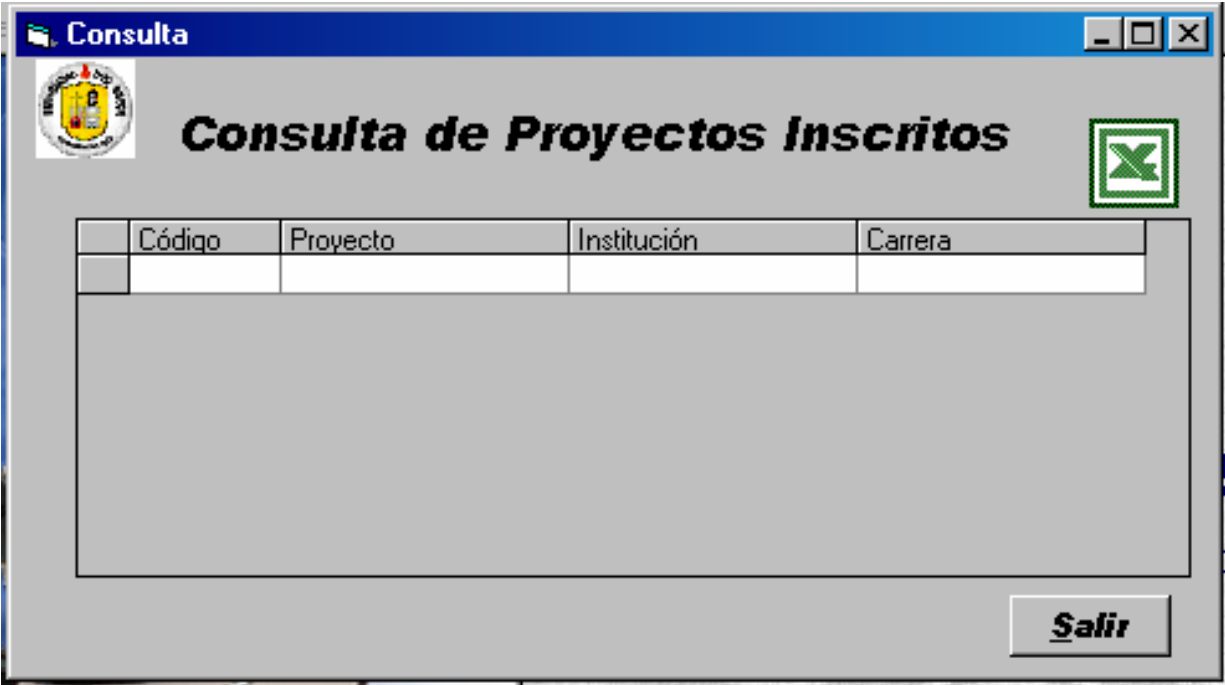 Consulta
Consulta de Proyectos Inscritos
Código Proyecto Institución Carrera
Salir